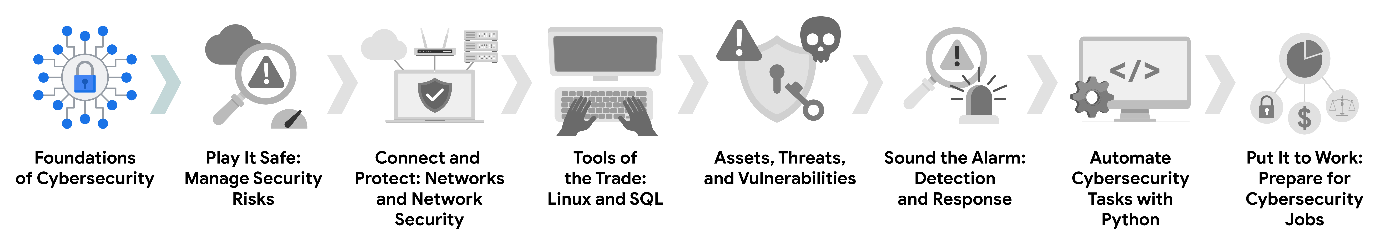 Foundations
of Cybersecurity
Play It Safe:
Manage Security
Risks
Connect and
Protect: Networks
and Network
Security
Tools of
the Trade:
Linux and SQL
Assets, Threats,
and Vulnerabilities
Sound the Alarm:
Detection
and Response
</>
Automate
Cybersecurity
Tasks with
Python
$
Put It to Work:
Prepare for
Cybersecurity
Jobs